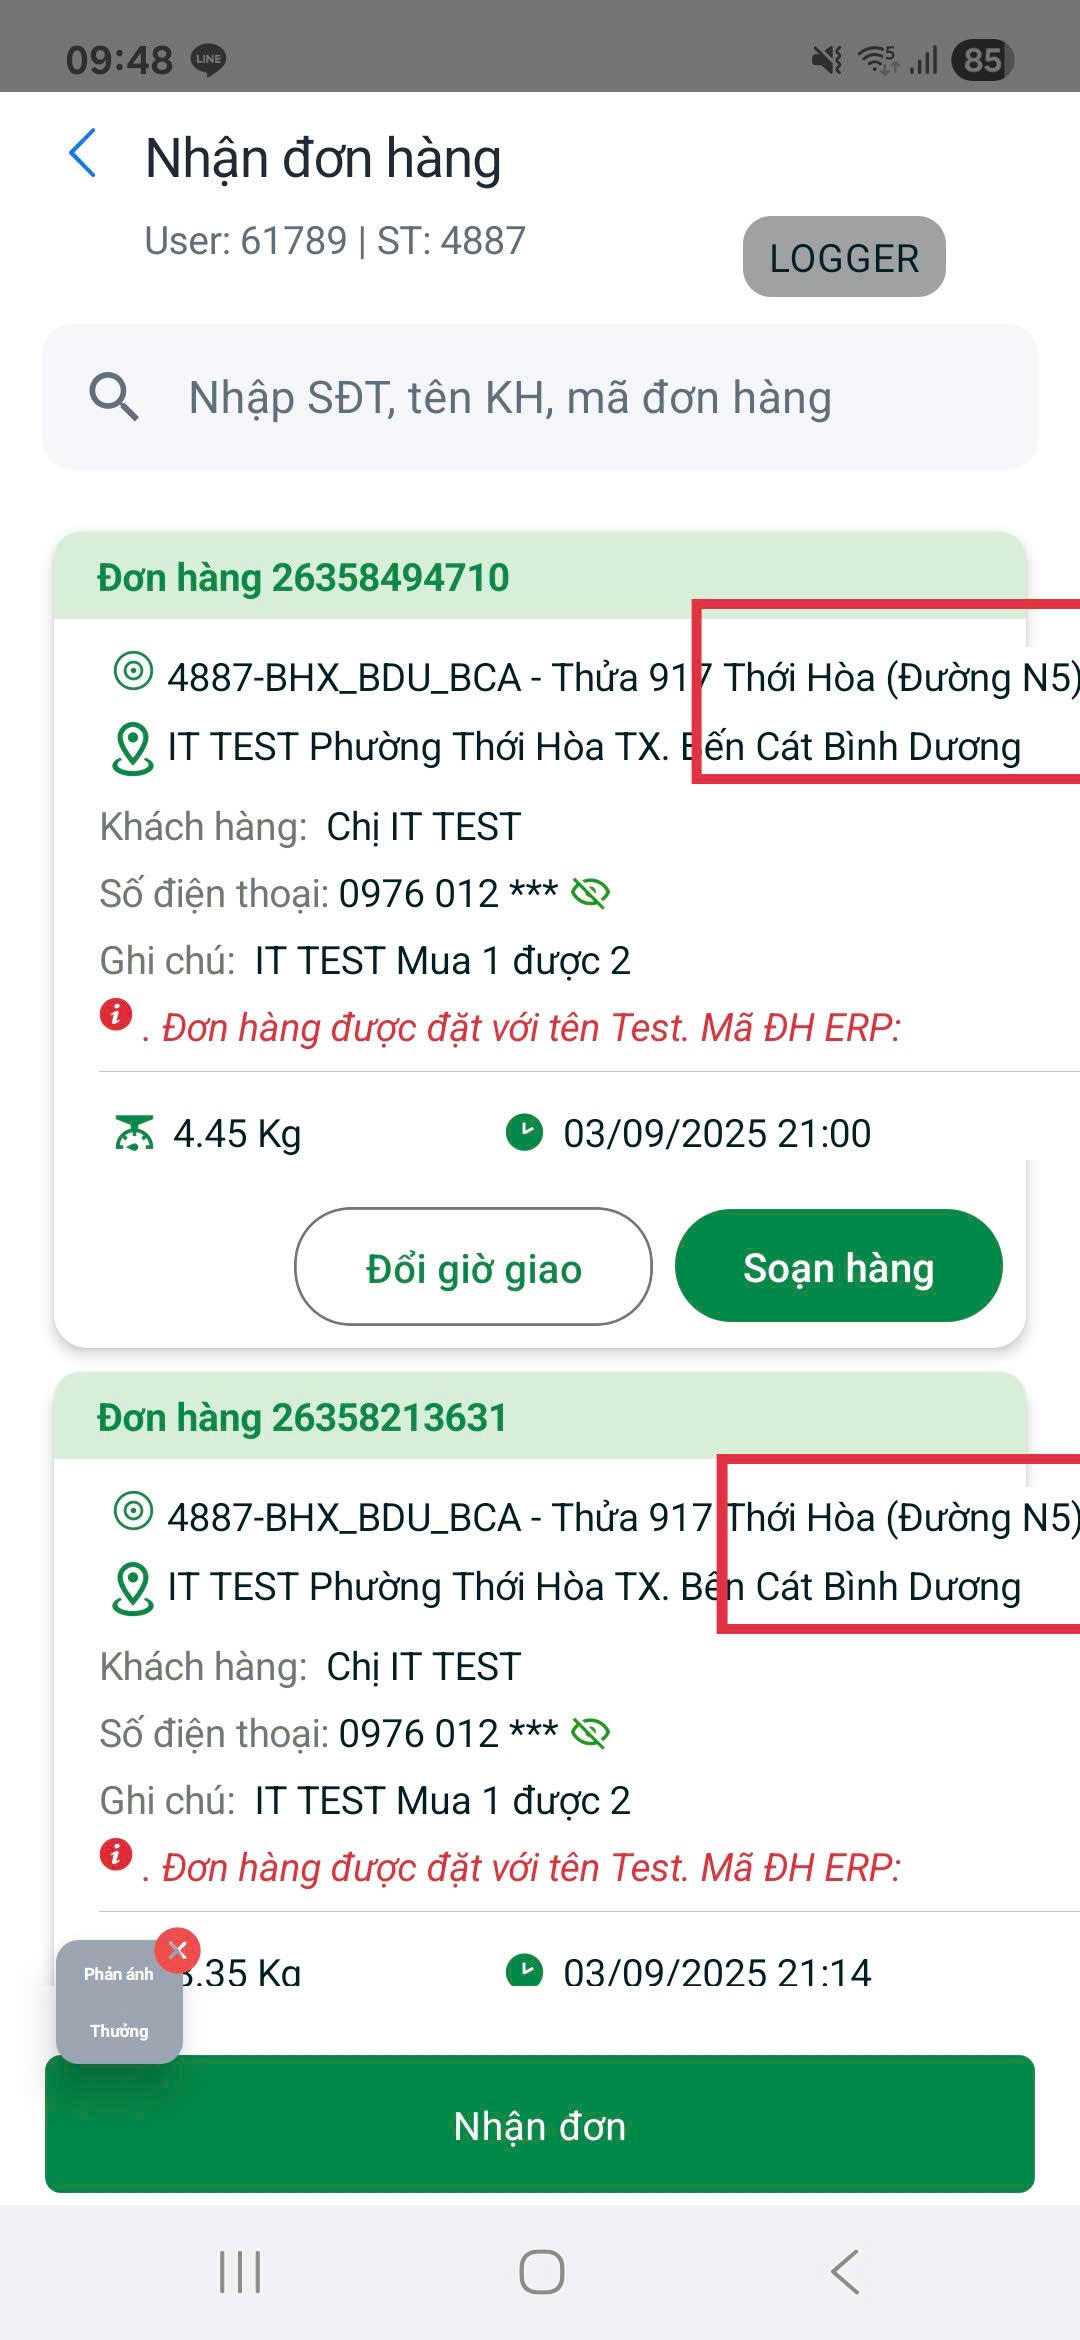 09:48 LINE 5 85
Nhận đơn hàng
User: 61789 | ST: 4887
LOGGER
Nhập SĐT, tên KH, mã đơn hàng
Đơn hàng 26358494710
4887-BHX_BDU_BCA - Thửa 917 Thới Hòa (Đường N5)
IT TEST Phường Thới Hòa TX. Bến Cát Bình Dương
Khách hàng: Chị IT TEST
Số điện thoại: 0976 012 ***
Ghi chú: IT TEST Mua 1 được 2
. Đơn hàng được đặt với tên Test. Mã ĐH ERP:
4.45 Kg 03/09/2025 21:00
Đổi giờ giao Soạn hàng
Đơn hàng 26358213631
4887-BHX_BDU_BCA - Thửa 917 Thới Hòa (Đường N5)
IT TEST Phường Thới Hòa TX. Bến Cát Bình Dương
Khách hàng: Chị IT TEST
Số điện thoại: 0976 012 ***
Ghi chú: IT TEST Mua 1 được 2
. Đơn hàng được đặt với tên Test. Mã ĐH ERP:
3.35 Kg 03/09/2025 21:14
Phản ánh
Thưởng
Nhận đơn